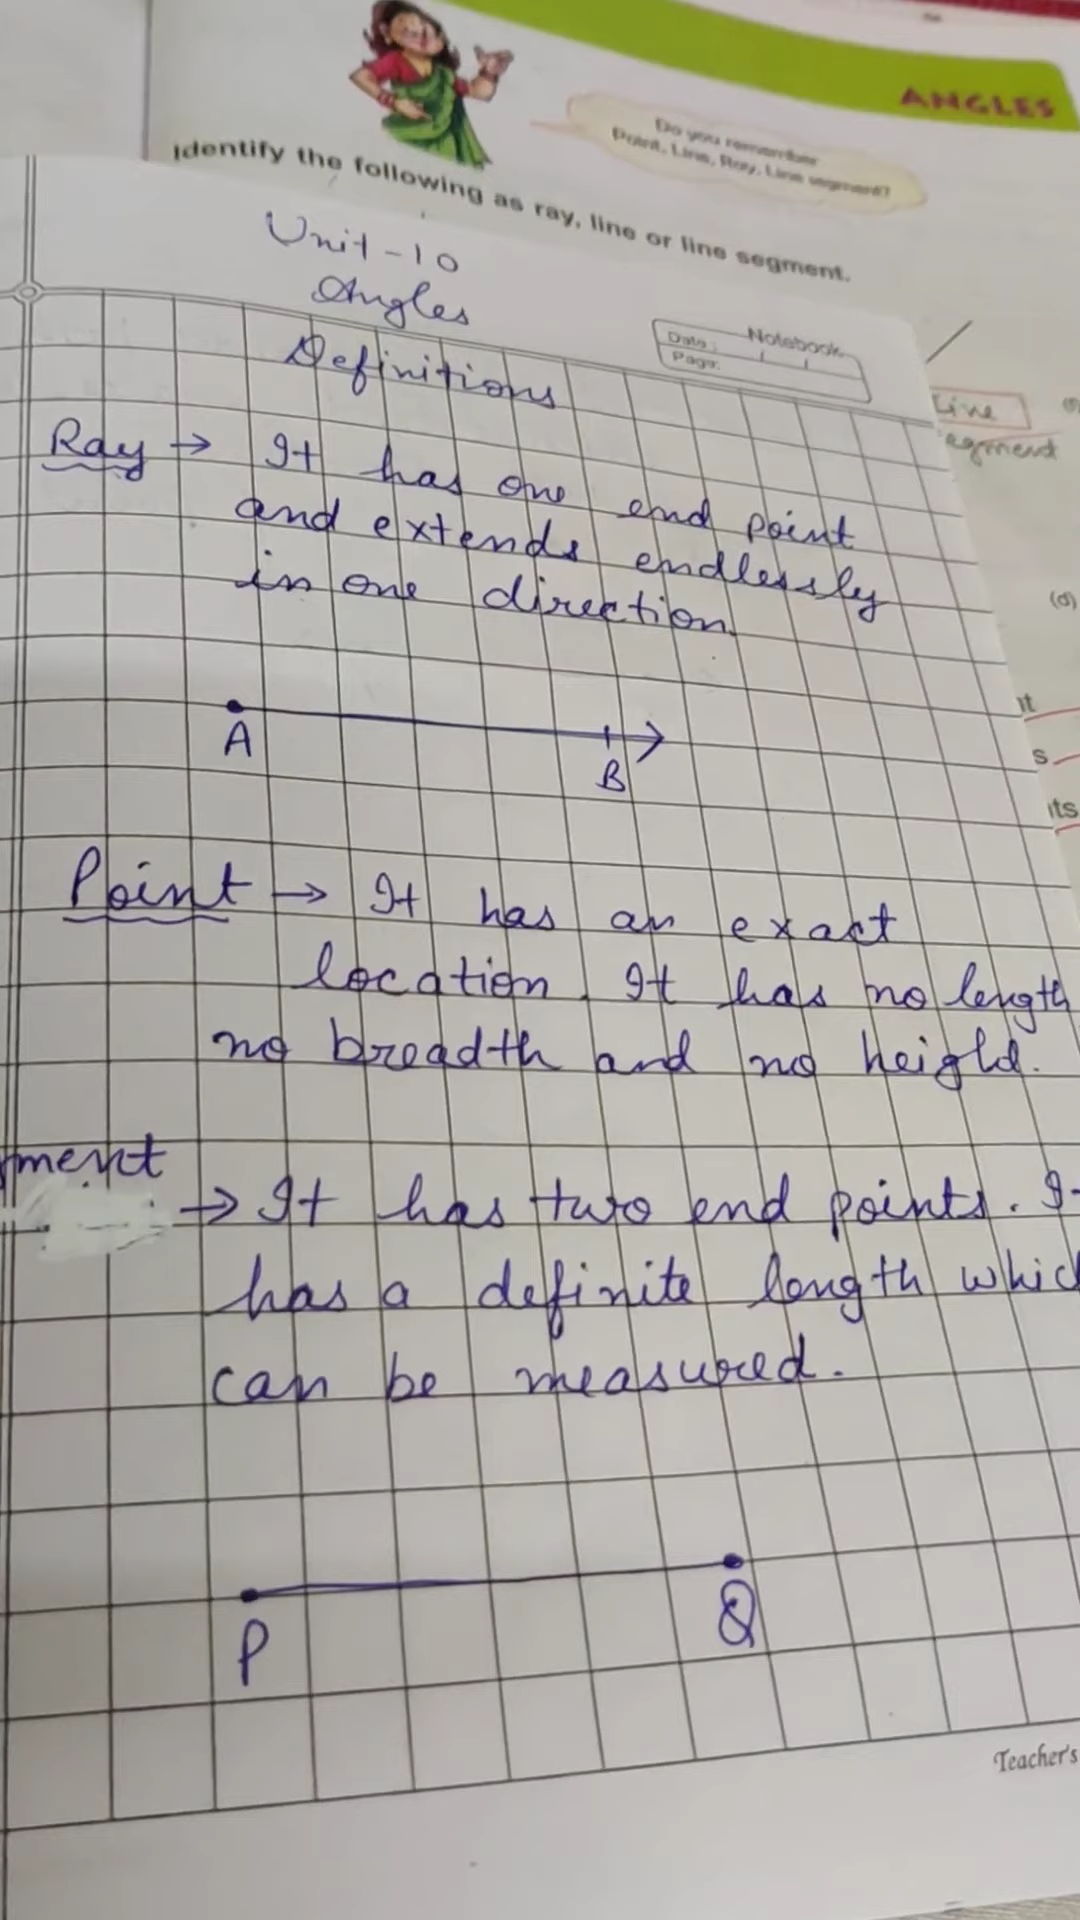 ANGLES
Do you remember
Point, Line, Ray, Line segment?
Identify the following as ray, line or line segment.
Unit-10
Angles
Notebook
Date:
Page:
Definitions
Line
segment
Ray → It has one end point
and extends endlessly
in one direction.
(d)
A
B
Point → It has an exact
location. It has no length
no breadth and no height.
ment
→ It has two end points. It
has a definite length which
can be measured.
P
Q
Teacher's